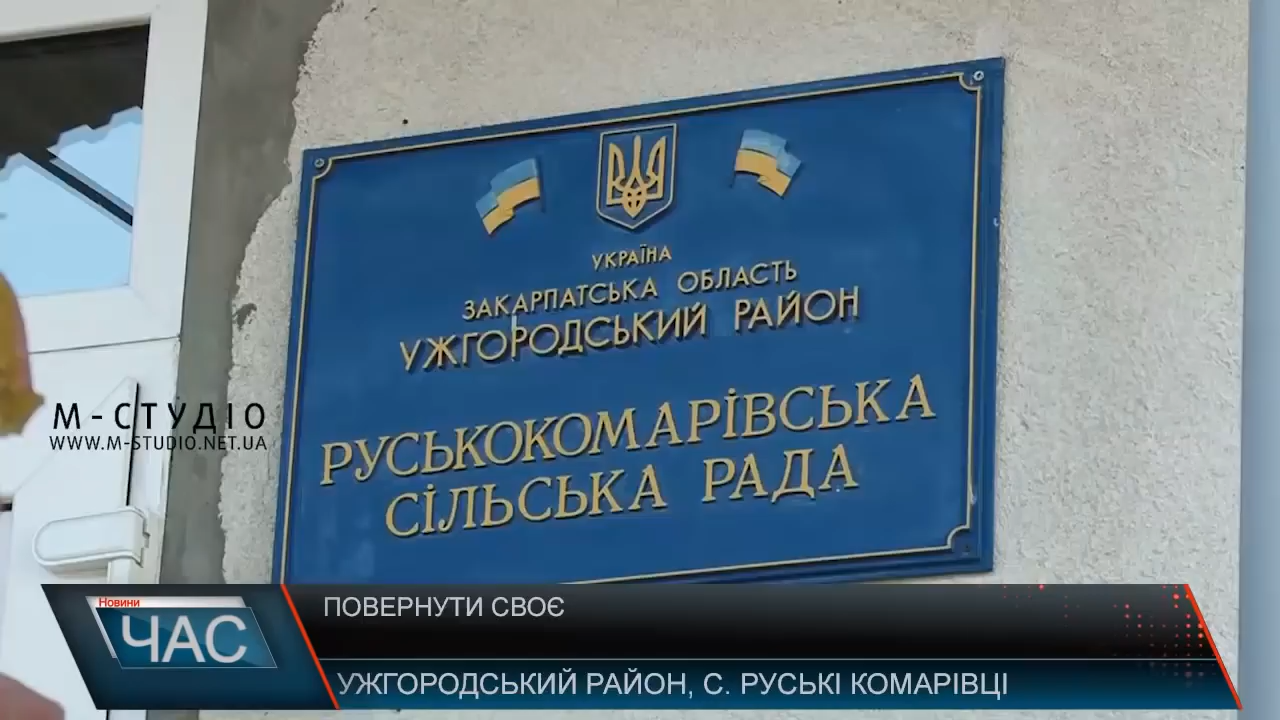 УКРАЇНА
ЗАКАРПАТСЬКА ОБЛАСТЬ
УЖГОРОДСЬКИЙ РАЙОН
РУСЬКОКОМАРІВСЬКА
СІЛЬСЬКА РАДА
М-СТУДІО
WWW.M-STUDIO.NET.UA
Новини
ЧАС
ПОВЕРНУТИ СВОЄ
УЖГОРОДСЬКИЙ РАЙОН, С. РУСЬКІ КОМАРІВЦІ